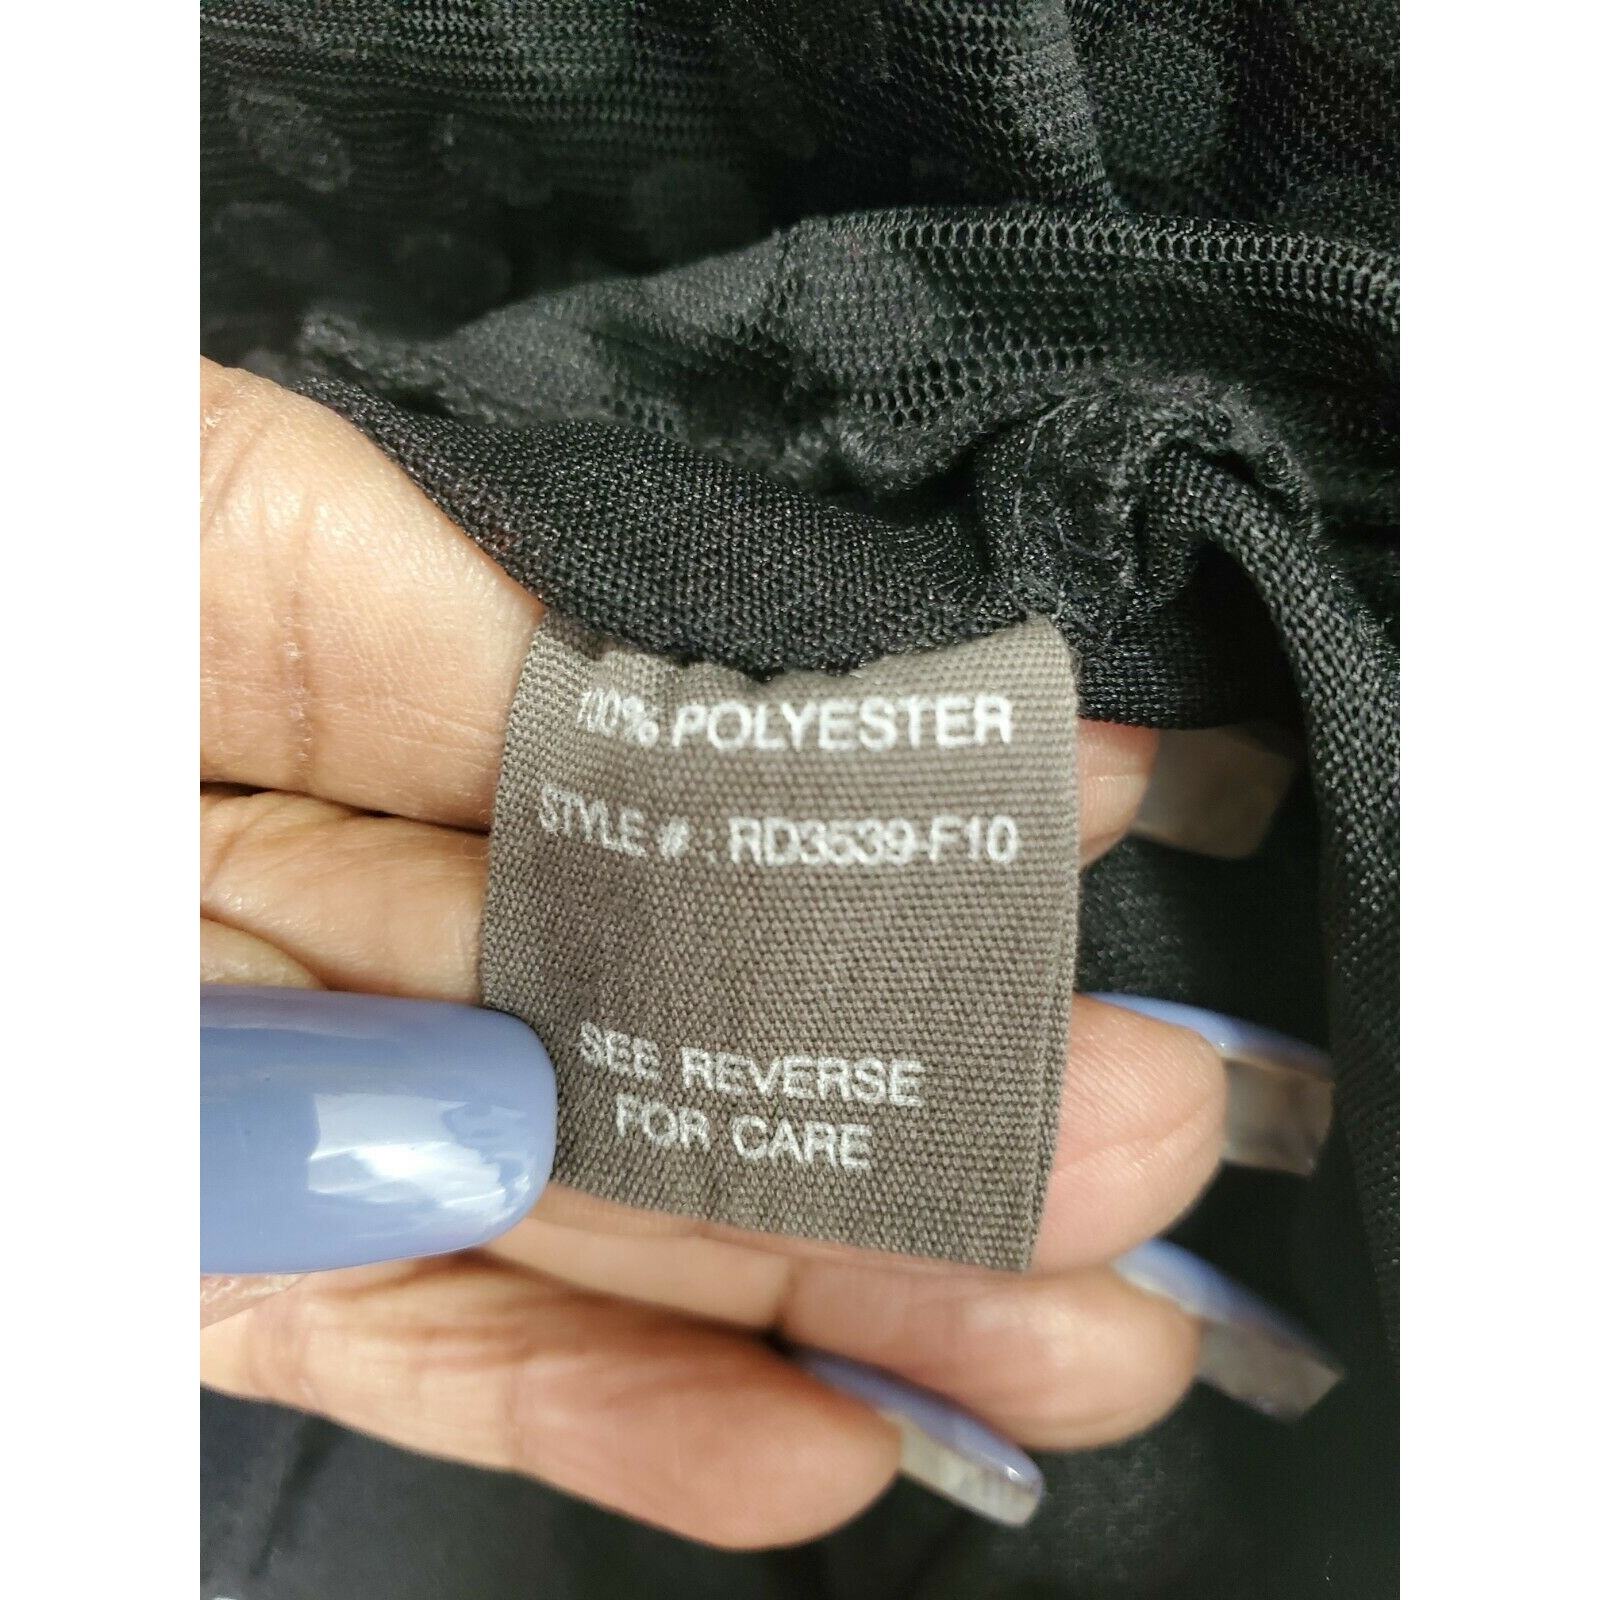 100% POLYESTER
STYLE # : RD3539-F10
SEE REVERSE
FOR CARE